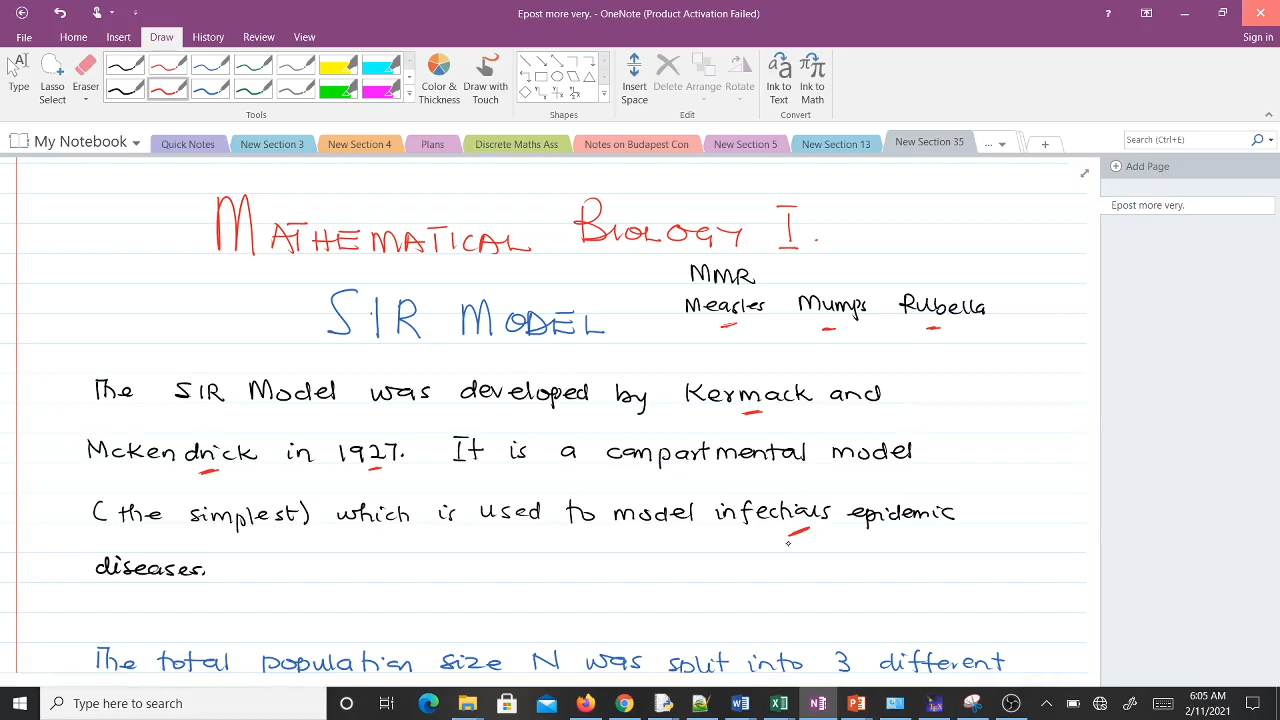 Epost more very. - OneNote (Product Activation Failed)
File Home Insert Draw History Review View Sign in
Type Lasso Select Eraser Color & Thickness Draw with Touch Insert Space Delete Arrange Rotate Ink to Text Ink to Math
Tools Shapes Edit Convert
My Notebook Quick Notes New Section 3 New Section 4 Plans Discrete Maths Ass Notes on Budapest Con New Section 5 New Section 13 New Section 35 ... Search (Ctrl+E)
Add Page
Epost more very.
MATHEMATICAL BIOLOGY I.
MMR
SIR MODEL Measles Mumps Rubella
The SIR Model was developed by Kermack and
McKendrick in 1927. It is a compartmental model
(the simplest) which is used to model infectious epidemic
diseases.
The total population size N was split into 3 different
Type here to search
6:05 AM
2/11/2021